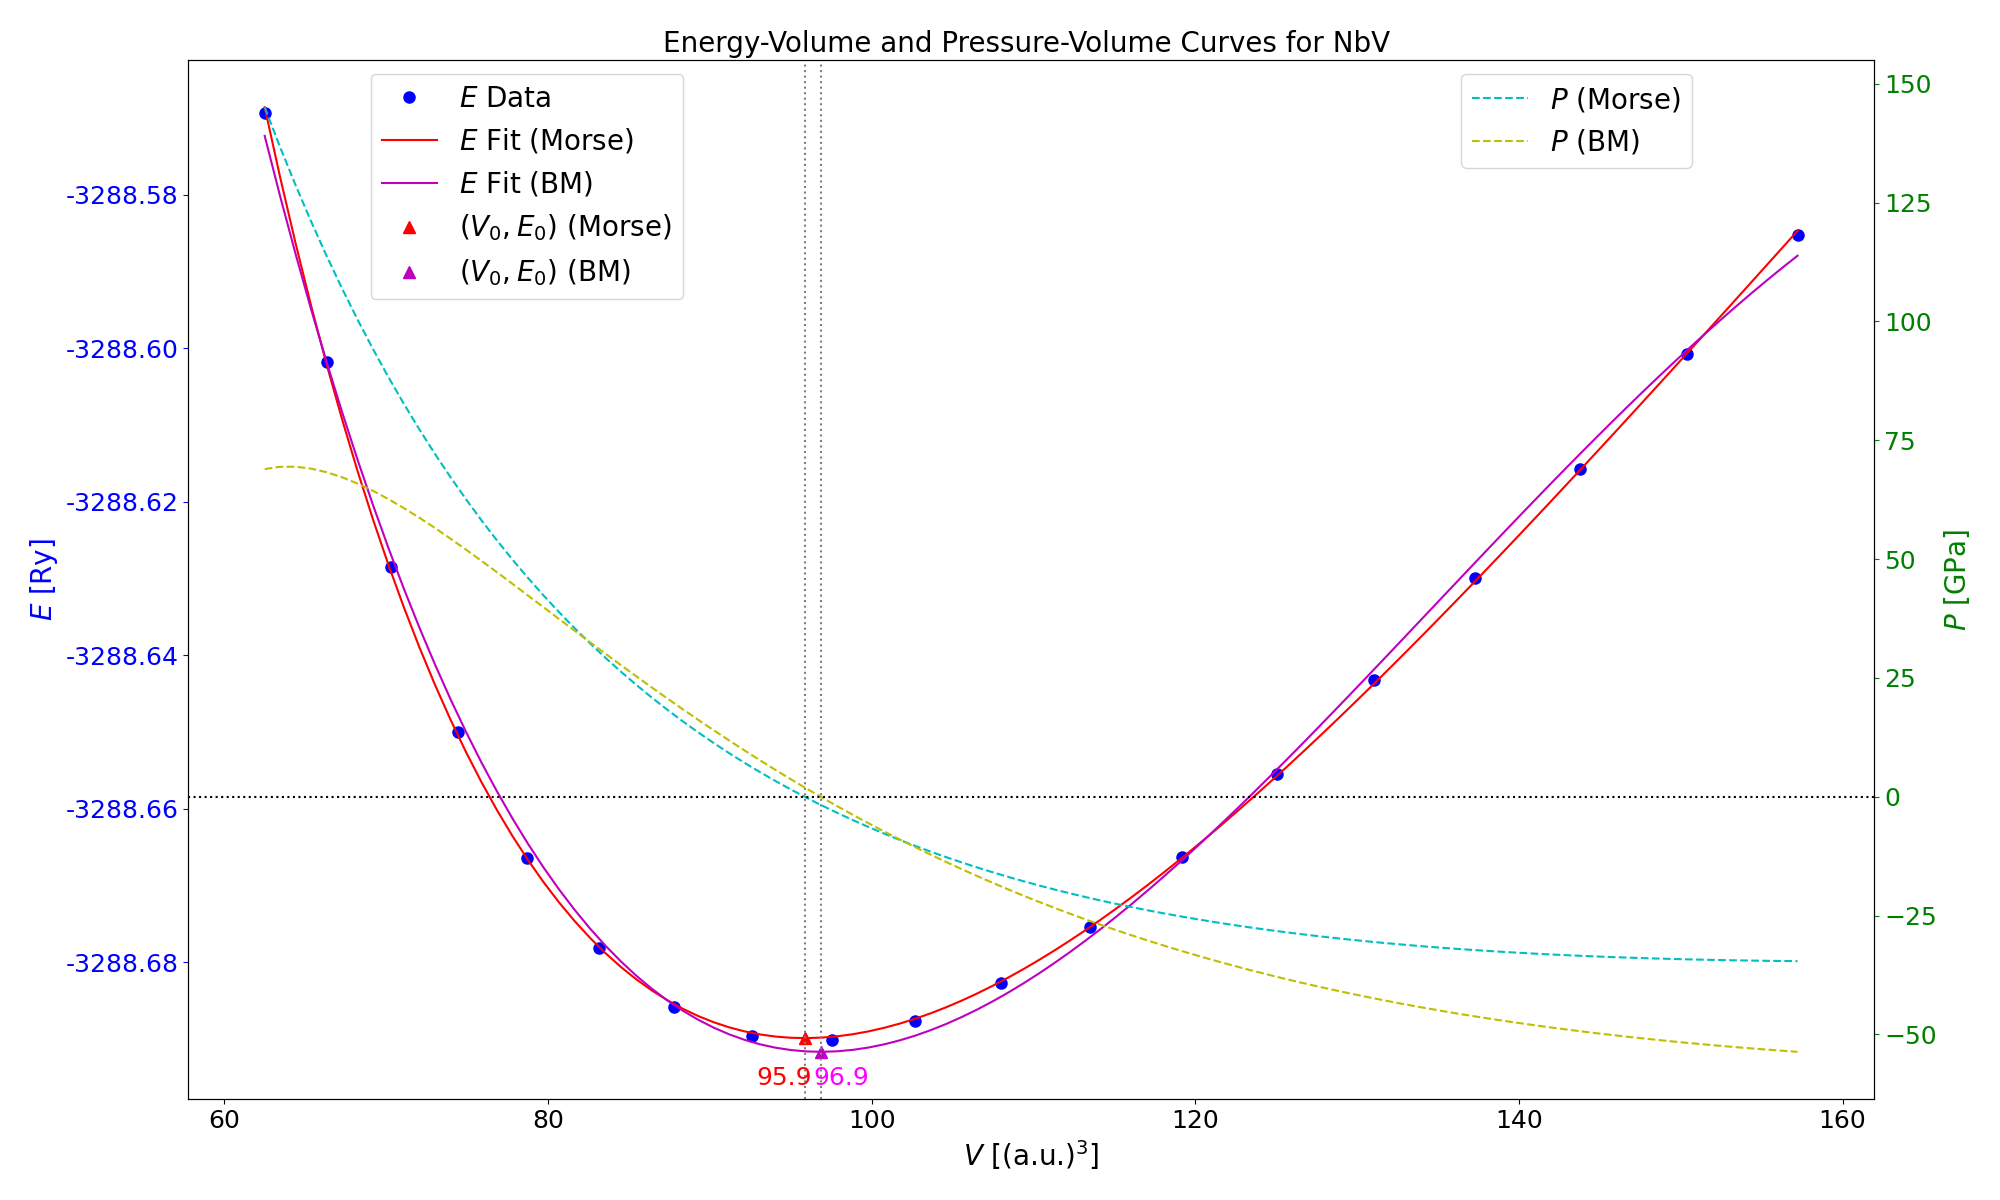 Energy-Volume and Pressure-Volume Curves for NbV
E Data
E Fit (Morse)
E Fit (BM)
(V₀, E₀) (Morse)
(V₀, E₀) (BM)
P (Morse)
P (BM)
E [Ry]
-3288.58
-3288.60
-3288.62
-3288.64
-3288.66
-3288.68
150
125
100
75
50
25
0
−25
−50
P [GPa]
95.9
96.9
60
80
100
120
140
160
V [(a.u.)³]